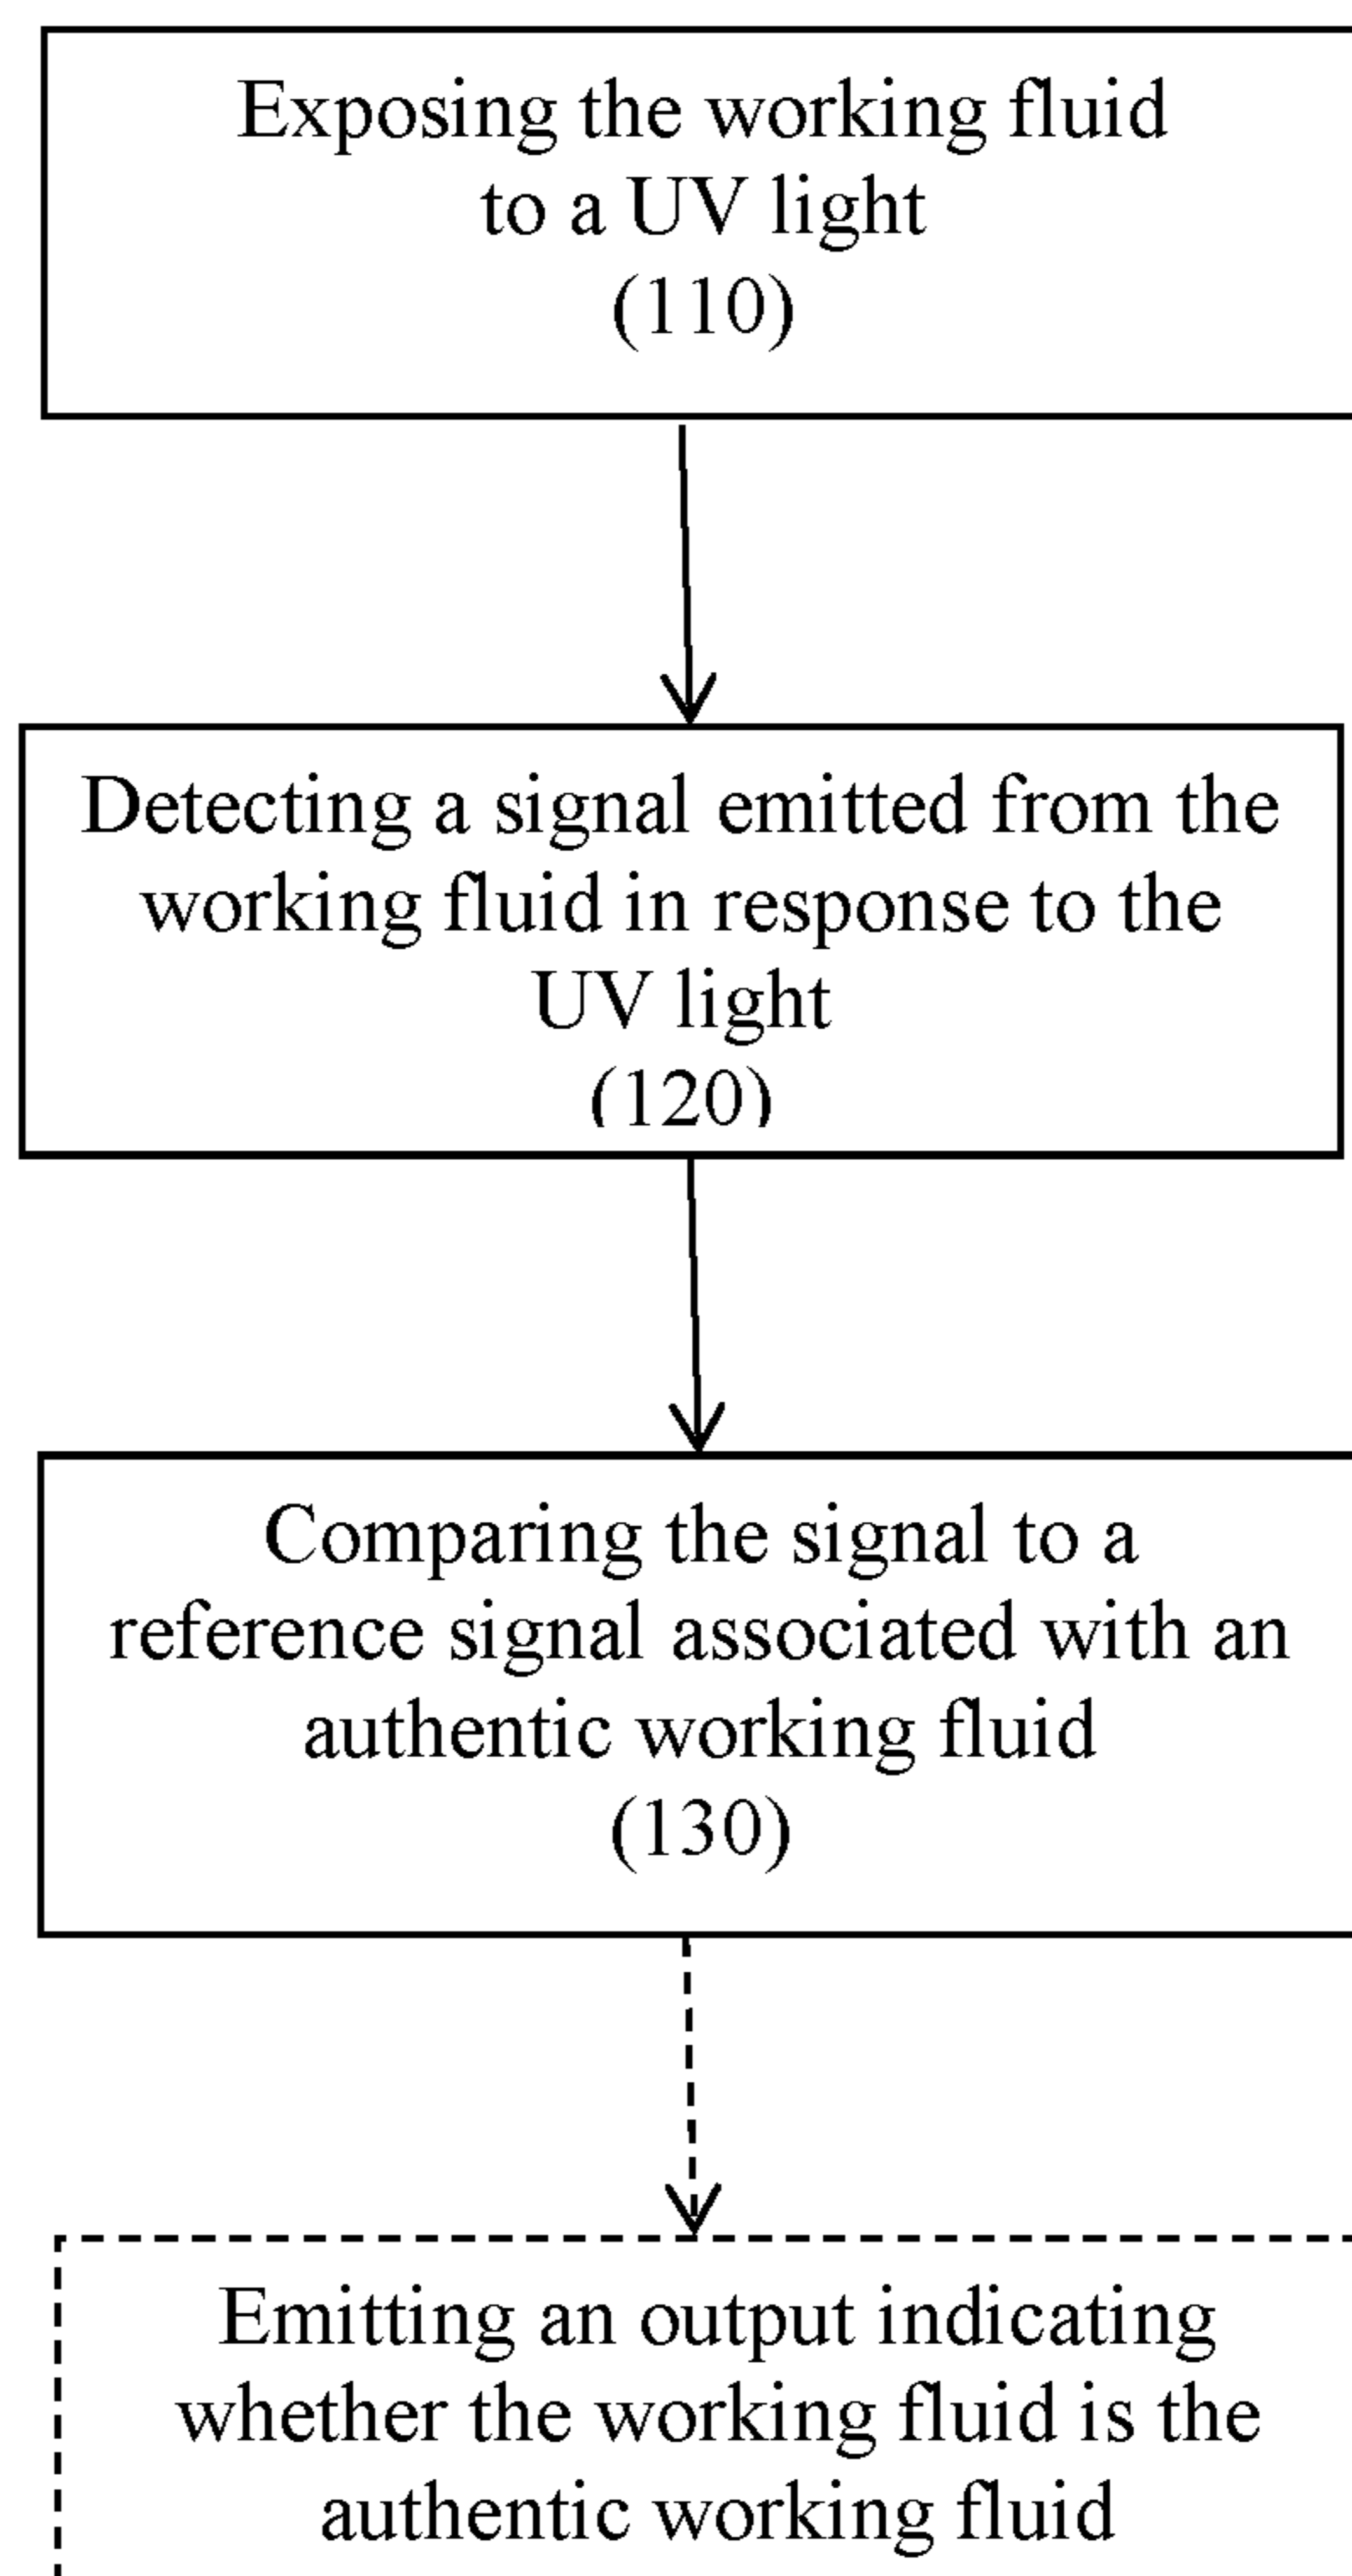 Exposing the working fluid
to a UV light
(110)
Detecting a signal emitted from the
working fluid in response to the
UV light
(120)
Comparing the signal to a
reference signal associated with an
authentic working fluid
(130)
Emitting an output indicating
whether the working fluid is the
authentic working fluid